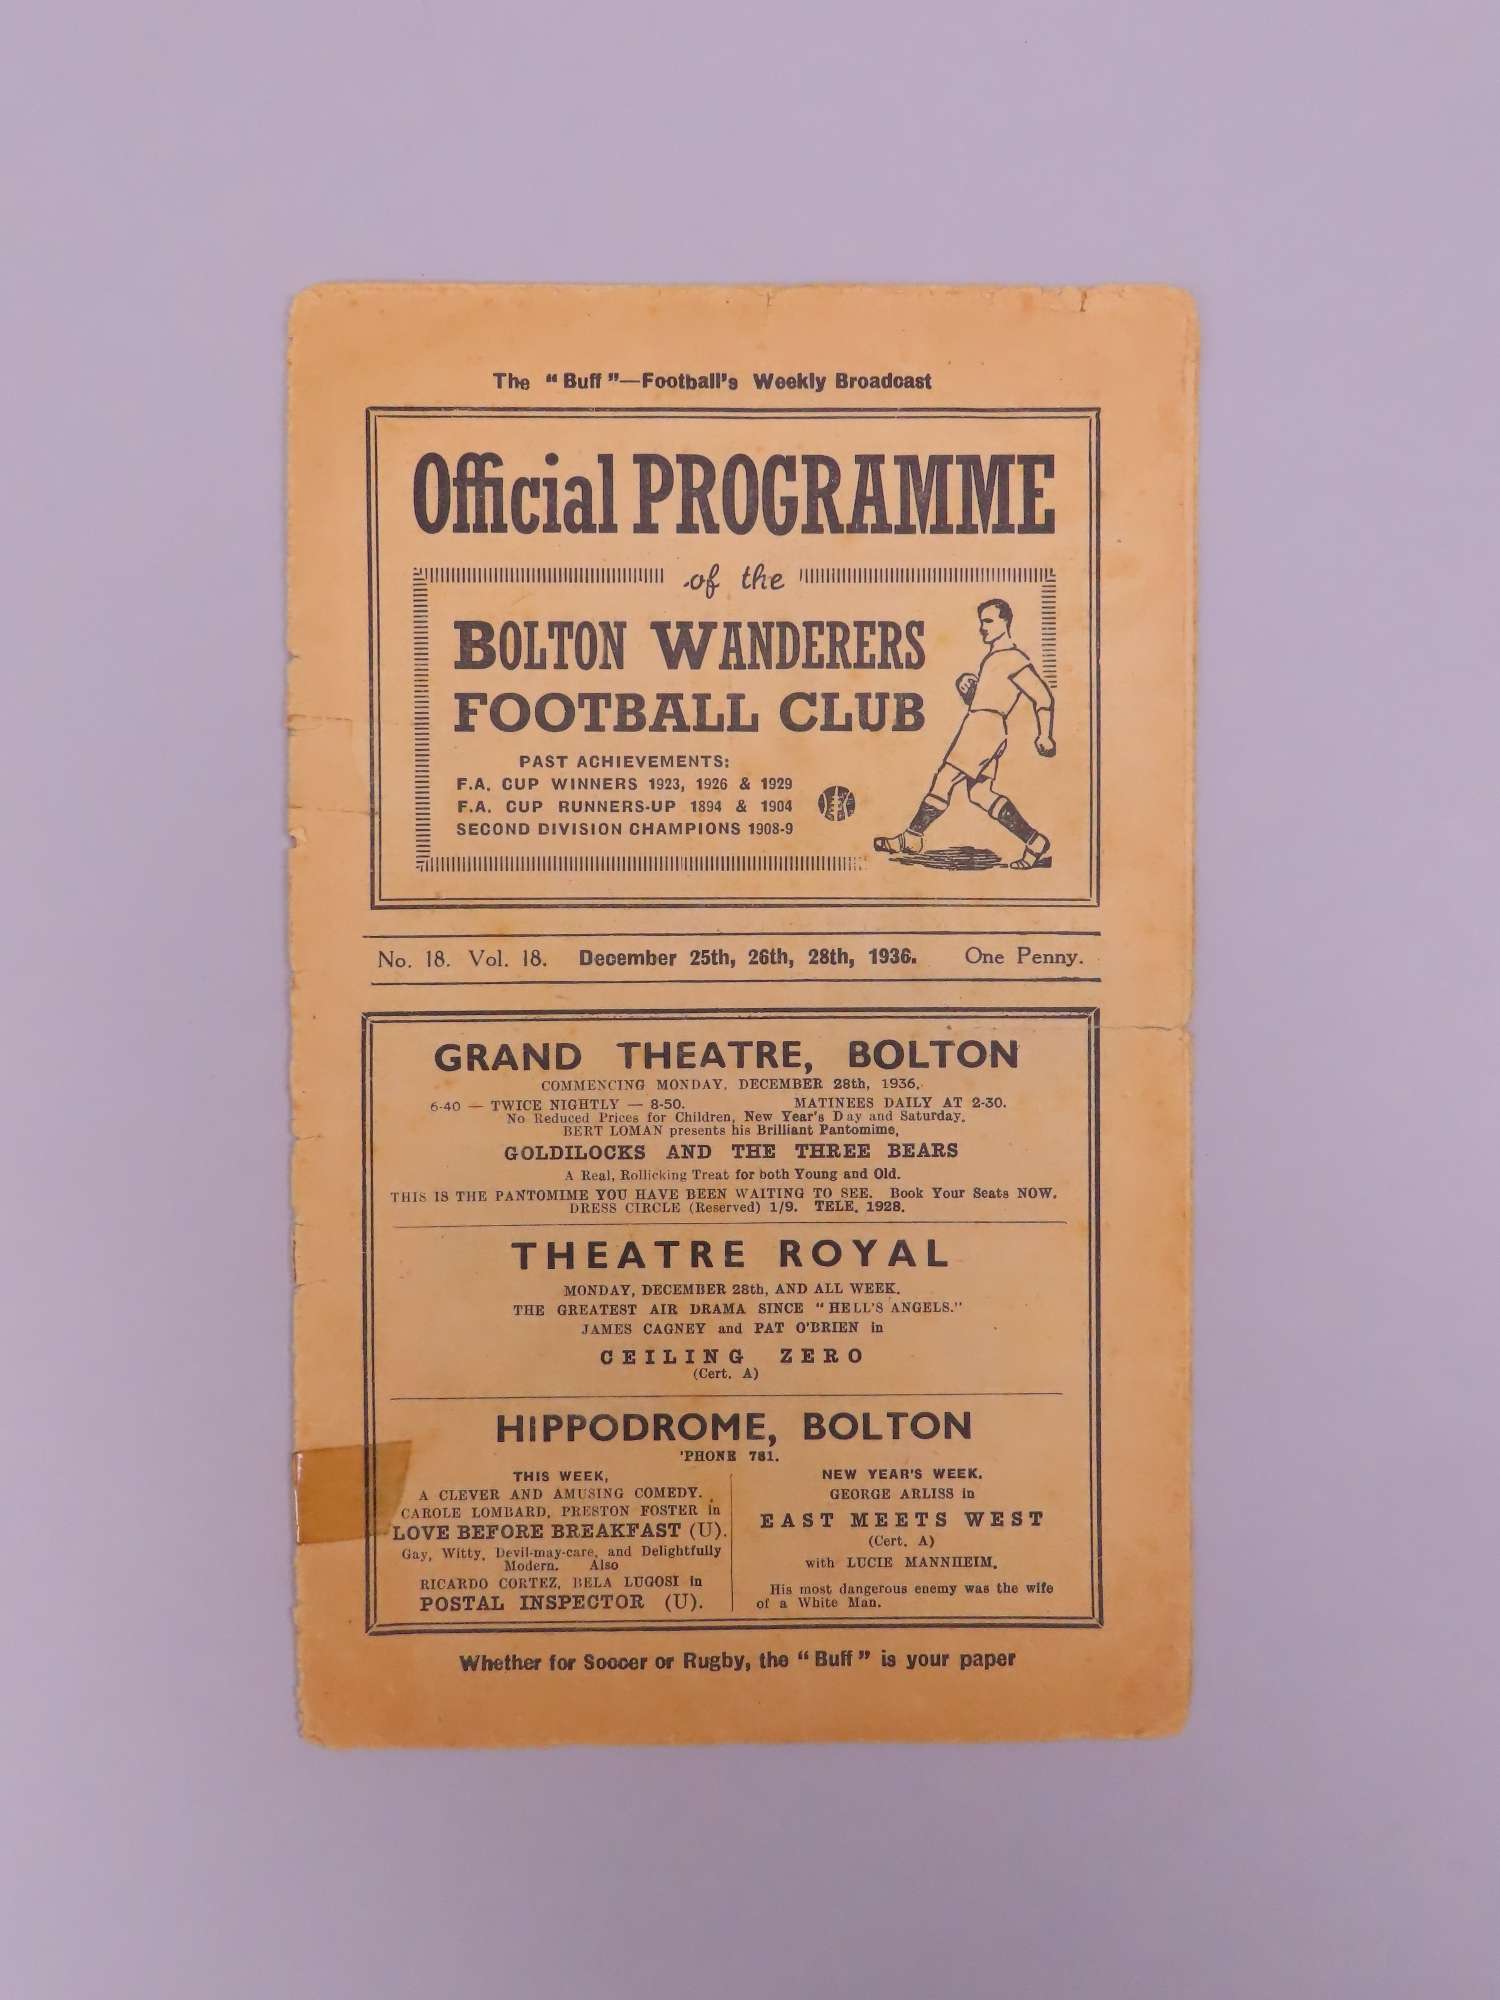 The "Buff"—Football's Weekly Broadcast
Official PROGRAMME
of the
BOLTON WANDERERS
FOOTBALL CLUB
PAST ACHIEVEMENTS:
F.A. CUP WINNERS 1923, 1926 & 1929
F.A. CUP RUNNERS-UP 1894 & 1904
SECOND DIVISION CHAMPIONS 1908-9
No. 18. Vol. 18. December 25th, 26th, 28th, 1936. One Penny.
GRAND THEATRE, BOLTON
COMMENCING MONDAY, DECEMBER 28th, 1936.
6-40 — TWICE NIGHTLY — 8-50. MATINEES DAILY AT 2-30.
No Reduced Prices for Children, New Year's Day and Saturday.
BERT LOMAN presents his Brilliant Pantomime,
GOLDILOCKS AND THE THREE BEARS
A Real, Rollicking Treat for both Young and Old.
THIS IS THE PANTOMIME YOU HAVE BEEN WAITING TO SEE. Book Your Seats NOW.
DRESS CIRCLE (Reserved) 1/9. TELE. 1928.
THEATRE ROYAL
MONDAY, DECEMBER 28th, AND ALL WEEK.
THE GREATEST AIR DRAMA SINCE "HELL'S ANGELS."
JAMES CAGNEY and PAT O'BRIEN in
CEILING ZERO
(Cert. A)
HIPPODROME, BOLTON
'PHONE 781.
THIS WEEK,
A CLEVER AND AMUSING COMEDY.
CAROLE LOMBARD, PRESTON FOSTER in
LOVE BEFORE BREAKFAST (U).
Gay, Witty, Devil-may-care, and Delightfully
Modern. Also
RICARDO CORTEZ, BELA LUGOSI in
POSTAL INSPECTOR (U).
NEW YEAR'S WEEK.
GEORGE ARLISS in
EAST MEETS WEST
(Cert. A)
with LUCIE MANNHEIM.
His most dangerous enemy was the wife
of a White Man.
Whether for Soccer or Rugby, the "Buff" is your paper